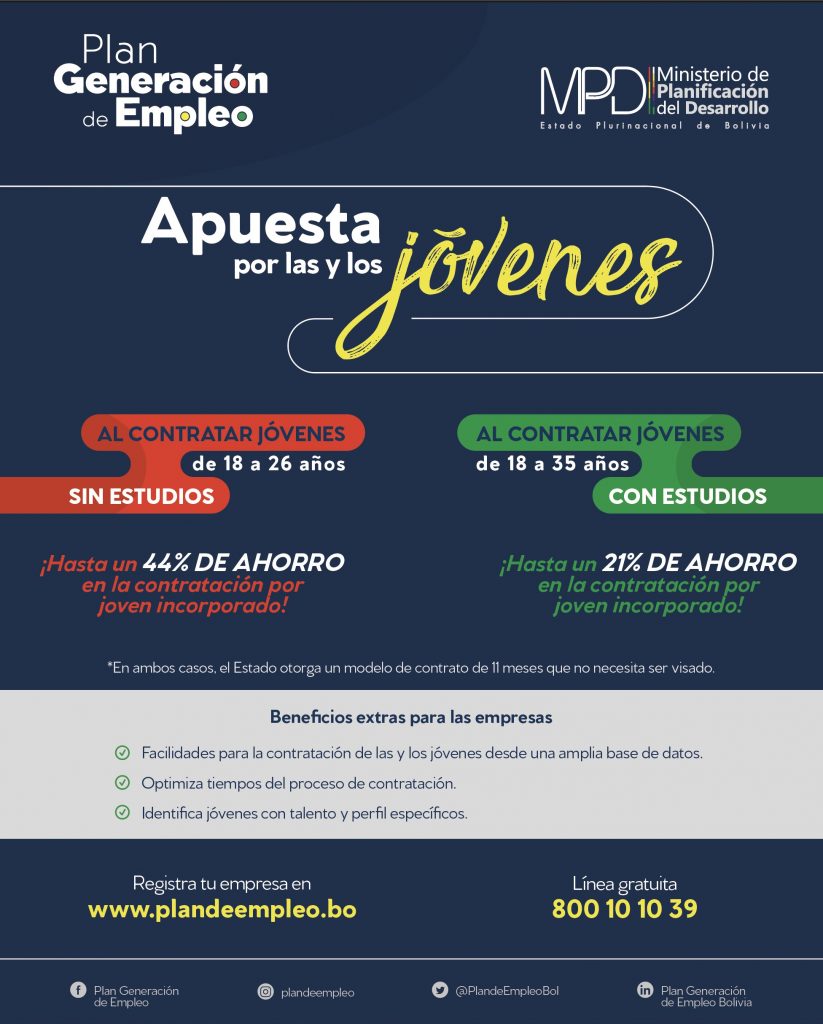 Plan
Generación
de Empleo
MPD
Ministerio de
Planificación
del Desarrollo
Estado Plurinacional de Bolivia
Apuesta
por las y los
jóvenes
AL CONTRATAR JÓVENES
de 18 a 26 años
SIN ESTUDIOS
¡Hasta un 44% DE AHORRO
en la contratación por
joven incorporado!
AL CONTRATAR JÓVENES
de 18 a 35 años
CON ESTUDIOS
¡Hasta un 21% DE AHORRO
en la contratación por
joven incorporado!
*En ambos casos, el Estado otorga un modelo de contrato de 11 meses que no necesita ser visado.
Beneficios extras para las empresas
Facilidades para la contratación de las y los jóvenes desde una amplia base de datos.
Optimiza tiempos del proceso de contratación.
Identifica jóvenes con talento y perfil específicos.
Registra tu empresa en
www.plandeempleo.bo
Línea gratuita
800 10 10 39
Plan Generación
de Empleo
plandeempleo
@PlandeEmpleoBol
Plan Generación
de Empleo Bolivia